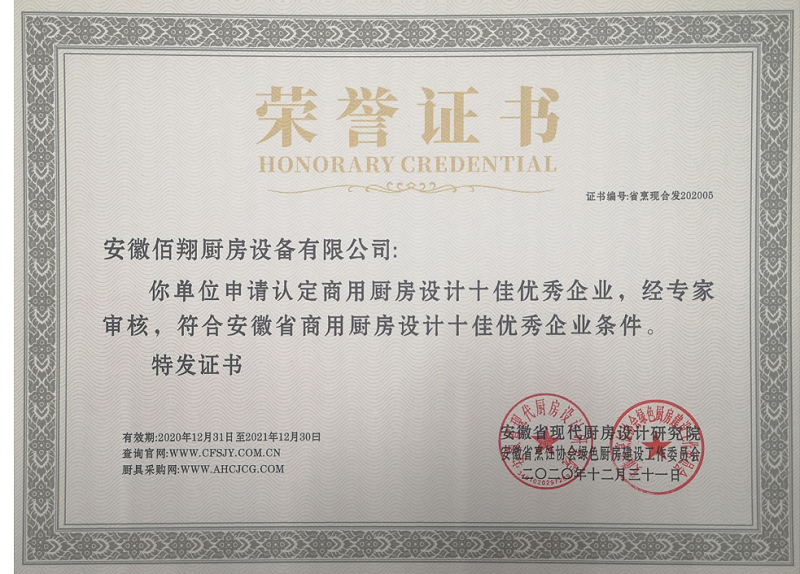 荣誉证书
HONORARY CREDENTIAL
证书编号:省烹现合发202005
安徽佰翔厨房设备有限公司:
你单位申请认定商用厨房设计十佳优秀企业，经专家
审核，符合安徽省商用厨房设计十佳优秀企业条件。
特发证书
有效期:2020年12月31日至2021年12月30日
查询官网:WWW.CFSJY.COM.CN
厨具采购网:WWW.AHCJCG.COM
安徽省现代厨房设计研究院
安徽省烹饪协会绿色厨房建设工作委员会
二〇二〇年十二月三十一日